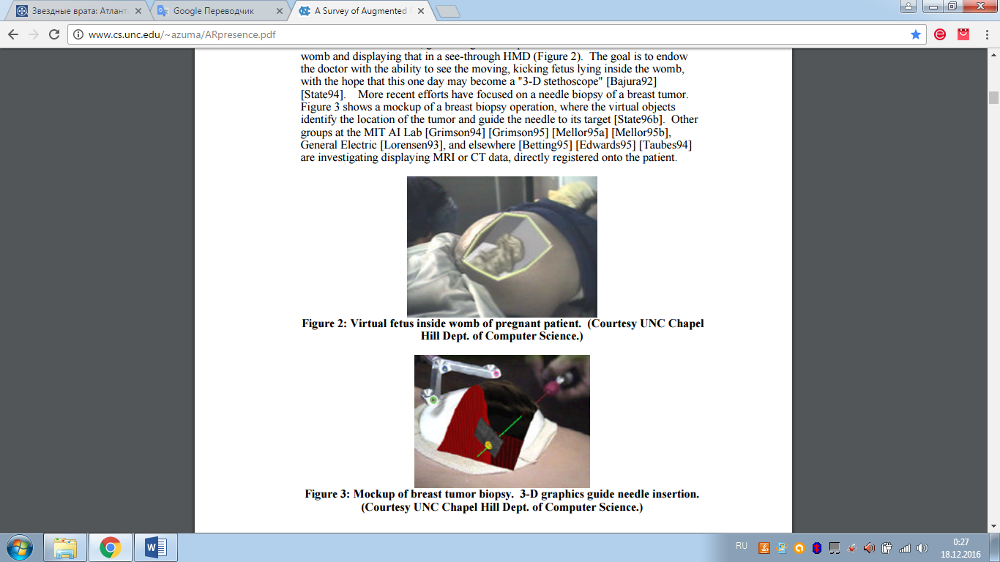 Звездные врата: Атлант
Google Переводчик
A Survey of Augmented
www.cs.unc.edu/~azuma/ARpresence.pdf
womb and displaying that in a see-through HMD (Figure 2). The goal is to endow
the doctor with the ability to see the moving, kicking fetus lying inside the womb,
with the hope that this one day may become a "3-D stethoscope" [Bajura92]
[State94]. More recent efforts have focused on a needle biopsy of a breast tumor.
Figure 3 shows a mockup of a breast biopsy operation, where the virtual objects
identify the location of the tumor and guide the needle to its target [State96b]. Other
groups at the MIT AI Lab [Grimson94] [Grimson95] [Mellor95a] [Mellor95b],
General Electric [Lorensen93], and elsewhere [Betting95] [Edwards95] [Taubes94]
are investigating displaying MRI or CT data, directly registered onto the patient.
Figure 2: Virtual fetus inside womb of pregnant patient. (Courtesy UNC Chapel
Hill Dept. of Computer Science.)
Figure 3: Mockup of breast tumor biopsy. 3-D graphics guide needle insertion.
(Courtesy UNC Chapel Hill Dept. of Computer Science.)
RU
0:27
18.12.2016